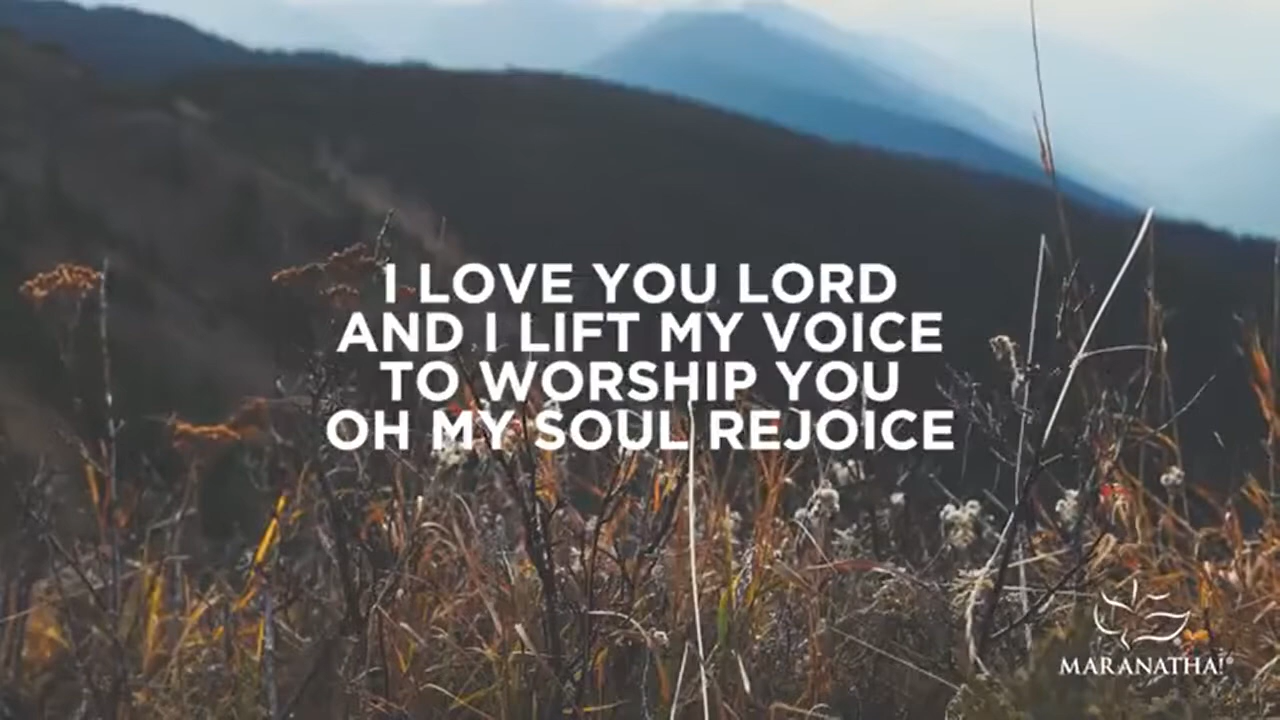 I LOVE YOU LORD
AND I LIFT MY VOICE
TO WORSHIP YOU
OH MY SOUL REJOICE
MARANATHA!®